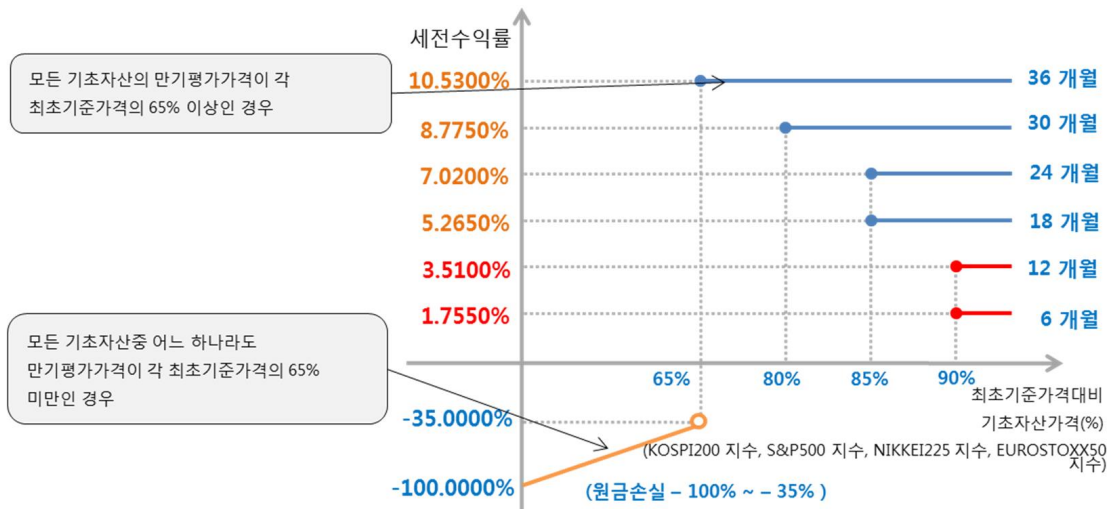 세전수익률
모든 기초자산의 만기평가가격이 각
최초기준가격의 65% 이상인 경우
10.5300%
36 개월
8.7750%
30 개월
7.0200%
24 개월
5.2650%
18 개월
3.5100%
12 개월
1.7550%
6 개월
모든 기초자산중 어느 하나라도
만기평가가격이 각 최초기준가격의 65%
미만인 경우
65% 80% 85% 90%
최초기준가격대비
기초자산가격(%)
(KOSPI200 지수, S&P500 지수, NIKKEI225 지수, EUROSTOXX50
지수)
-35.0000%
-100.0000%
(원금손실 – 100% ~ – 35% )